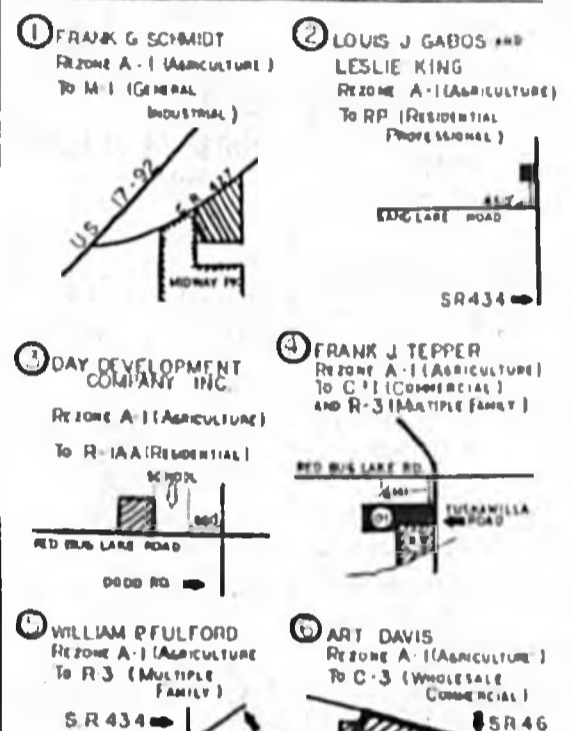 1 FRANK G SCHMIDT
REZONE A-1 (AGRICULTURE)
TO M-1 (GENERAL
INDUSTRIAL)
US 17-92
MIDWAY
2 LOUIS J GABOS AND
LESLIE KING
REZONE A-1 (AGRICULTURE)
TO RP (RESIDENTIAL
PROFESSIONAL)
LANE ROAD
SR434
3 DAY DEVELOPMENT
COMPANY INC.
REZONE A-1 (AGRICULTURE)
TO R-1AA (RESIDENTIAL)
SCHOOL
RED BUG LAKE ROAD
DODD RD.
4 FRANK J TEPPER
REZONE A-1 (AGRICULTURE)
TO C-1 (COMMERCIAL)
AND R-3 (MULTIPLE FAMILY)
RED BUG LAKE RD.
TUSKAWILLA
ROAD
5 WILLIAM P FULFORD
REZONE A-1 (AGRICULTURE
TO R-3 (MULTIPLE
FAMILY)
S.R 434
6 ART DAVIS
REZONE A-1 (AGRICULTURE)
TO C-3 (WHOLESALE
COMMERCIAL)
SR46